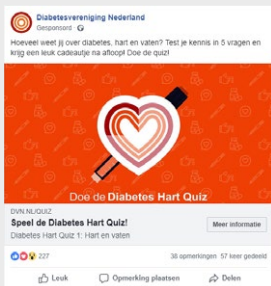 Diabetesvereniging Nederland
Gesponsord ·
Hoeveel weet jij over diabetes, hart en vaten? Test je kennis in 5 vragen en
krijg een leuk cadeautje na afloop! Doe de quiz!
Doe de Diabetes Hart Quiz
DVN.NL/QUIZ
Speel de Diabetes Hart Quiz!
Diabetes Hart Quiz 1: Hart en vaten
Meer informatie
227
38 opmerkingen 57 keer gedeeld
Leuk
Opmerking plaatsen
Delen